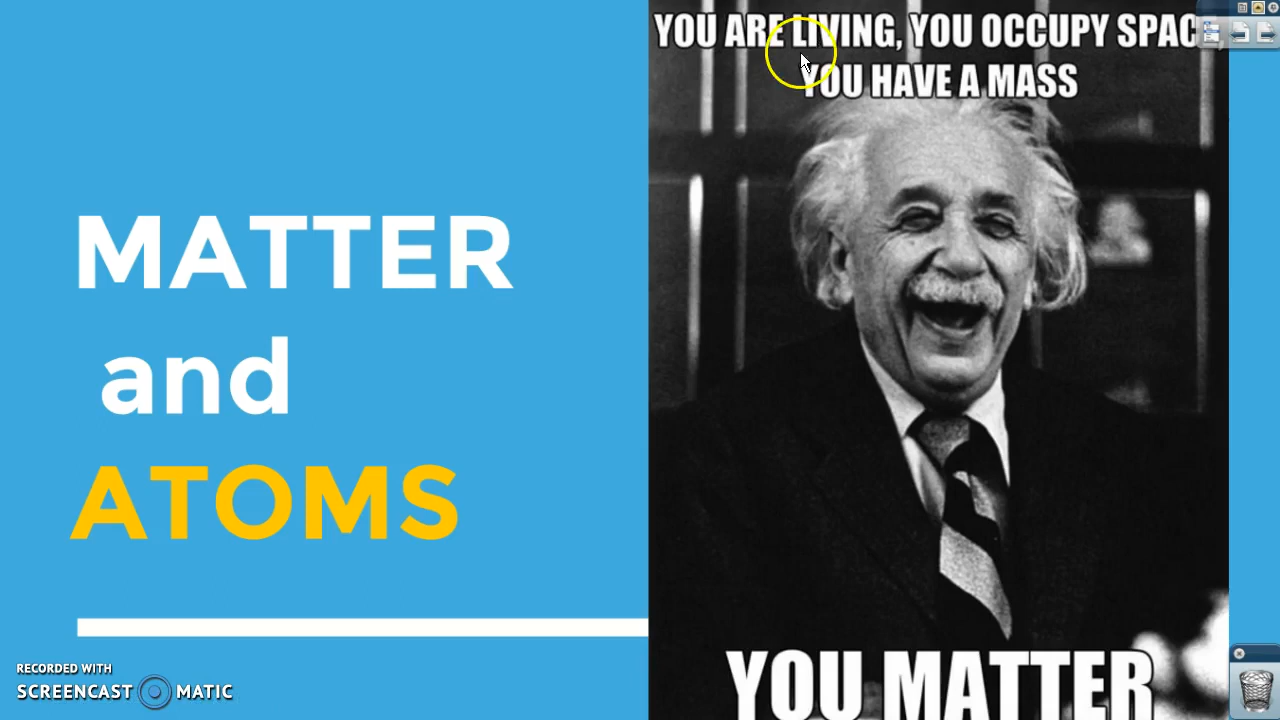 MATTER
and
ATOMS
YOU ARE LIVING, YOU OCCUPY SPAC
YOU HAVE A MASS
YOU MATTER
RECORDED WITH
SCREENCAST MATIC